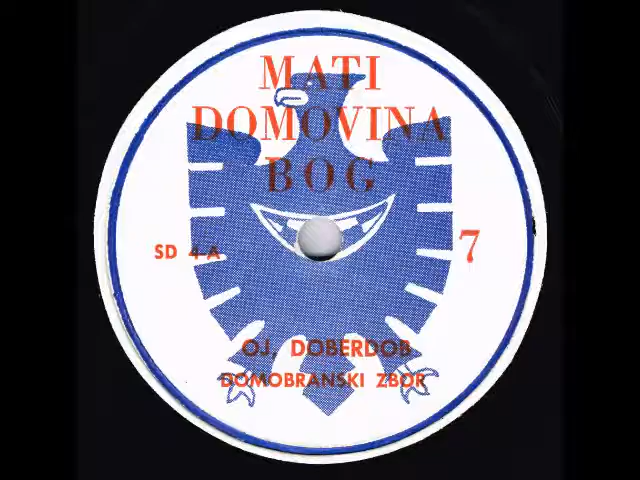 MATI
DOMOVINA
BOG
SD 4-A
7
OJ, DOBERDOB
DOMOBRANSKI ZBOR